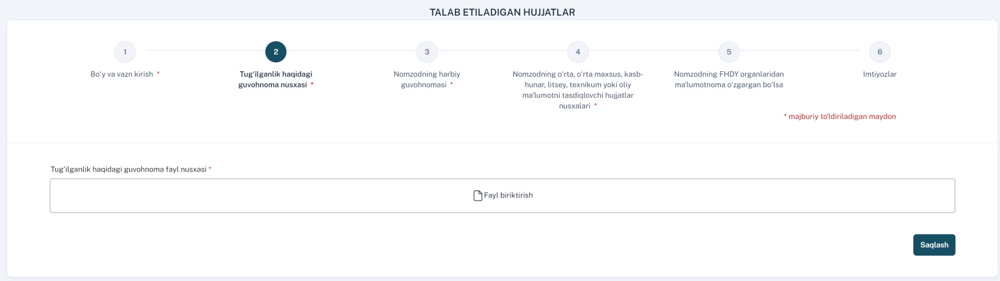 TALAB ETILADIGAN HUJJATLAR
1
Bo‘y va vazn kirish *
2
Tug‘ilganlik haqidagi
guvohnoma nusxasi *
3
Nomzodning harbiy
guvohnomasi *
4
Nomzodning o‘rta, o‘rta maxsus, kasb-
hunar, litsey, texnikum yoki oliy
ma’lumotni tasdiqlovchi hujjatlar
nusxalari *
5
Nomzodning FHDY organlaridan
ma’lumotnoma o‘zgargan bo‘lsa
6
Imtiyozlar
* majburiy to‘ldiriladigan maydon
Tug‘ilganlik haqidagi guvohnoma fayl nusxasi *
Fayl biriktirish
Saqlash